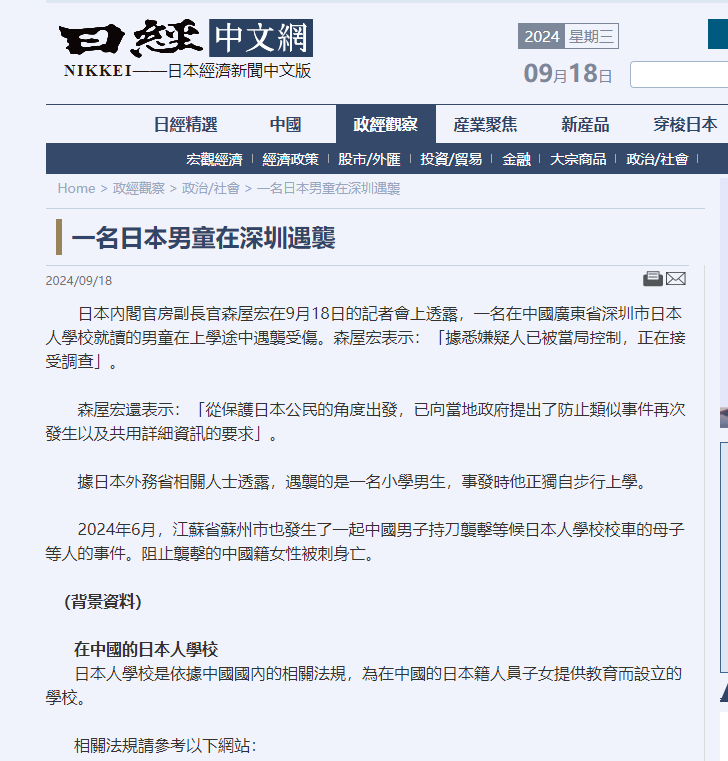 日經中文網
NIKKEI——日本經濟新聞中文版
2024 星期三
09月18日
日經精選 中國 政經觀察 産業聚焦 新産品 穿梭日本
宏觀經濟 | 經濟政策 | 股市/外匯 | 投資/貿易 | 金融 | 大宗商品 | 政治/社會 |
Home > 政經觀察 > 政治/社會 > 一名日本男童在深圳遇襲
一名日本男童在深圳遇襲
2024/09/18
日本內閣官房副長官森屋宏在9月18日的記者會上透露，一名在中國廣東省深圳市日本
人學校就讀的男童在上學途中遇襲受傷。森屋宏表示：「據悉嫌疑人已被當局控制，正在接
受調查」。
森屋宏還表示：「從保護日本公民的角度出發，已向當地政府提出了防止類似事件再次
發生以及共用詳細資訊的要求」。
據日本外務省相關人士透露，遇襲的是一名小學男生，事發時他正獨自步行上學。
2024年6月，江蘇省蘇州市也發生了一起中國男子持刀襲擊等候日本人學校校車的母子
等人的事件。阻止襲擊的中國籍女性被刺身亡。
(背景資料)
在中國的日本人學校
日本人學校是依據中國國內的相關法規，為在中國的日本籍人員子女提供教育而設立的
學校。
相關法規請參考以下網站：